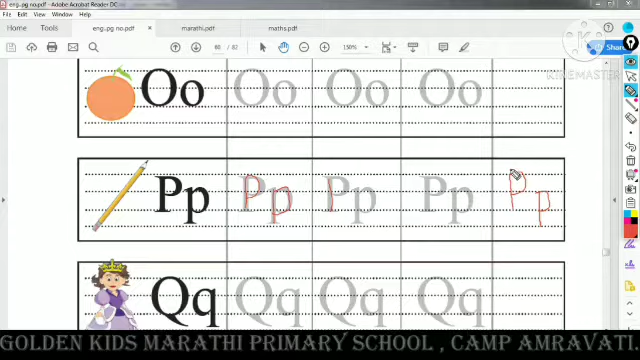 eng..pg no.pdf - Adobe Acrobat Reader DC
File Edit View Window Help
Home Tools eng..pg no.pdf × marathi.pdf maths.pdf
60 / 82 150%
KINEMASTER
Oo Oo Oo Oo
Pp Pp Pp Pp Pp
Qq Qq Qq Qq
GOLDEN KIDS MARATHI PRIMARY SCHOOL , CAMP AMRAVATI.